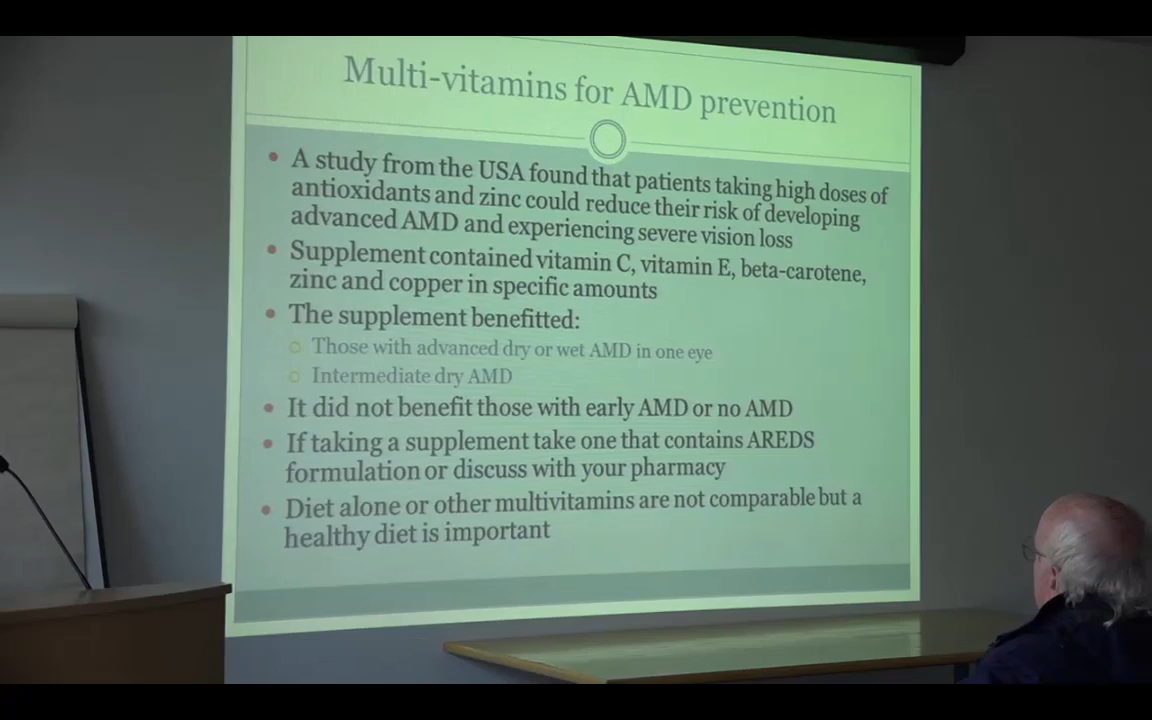 Multi-vitamins for AMD prevention
A study from the USA found that patients taking high doses of
antioxidants and zinc could reduce their risk of developing
advanced AMD and experiencing severe vision loss
Supplement contained vitamin C, vitamin E, beta-carotene,
zinc and copper in specific amounts
The supplement benefitted:
Those with advanced dry or wet AMD in one eye
Intermediate dry AMD
It did not benefit those with early AMD or no AMD
If taking a supplement take one that contains AREDS
formulation or discuss with your pharmacy
Diet alone or other multivitamins are not comparable but a
healthy diet is important